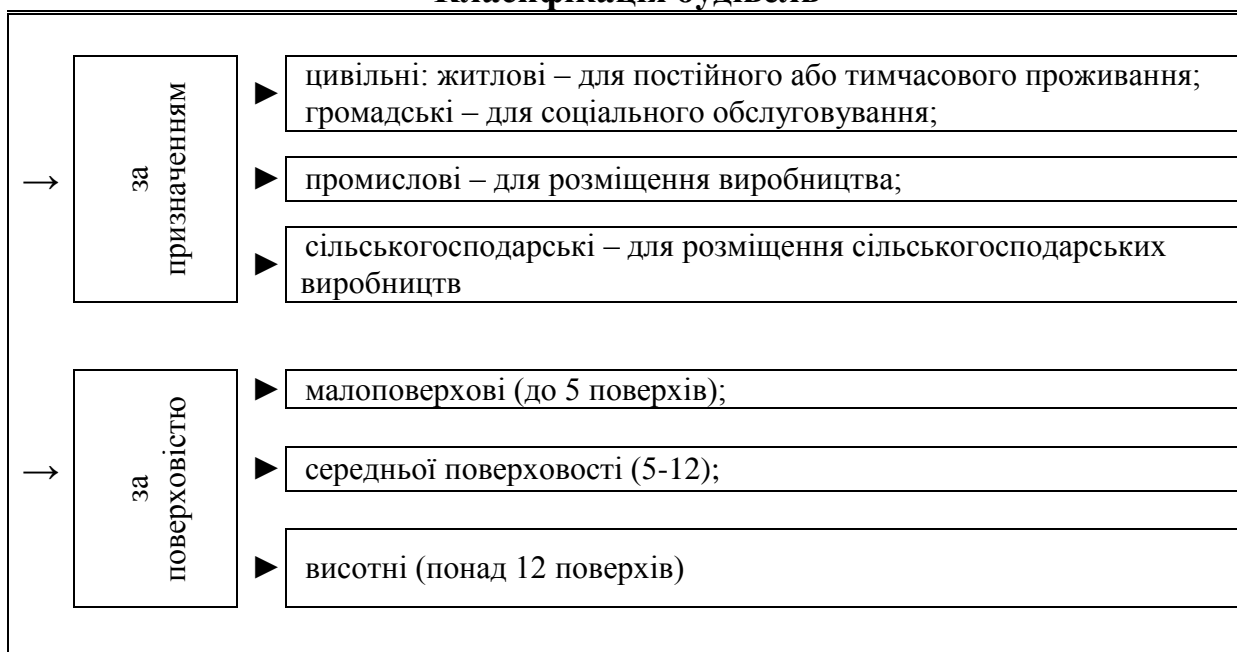 Класифікація будівель
→
за
призначенням
► цивільні: житлові – для постійного або тимчасового проживання;
громадські – для соціального обслуговування;
► промислові – для розміщення виробництва;
► сільськогосподарські – для розміщення сільськогосподарських
виробництв
→
за
поверховістю
► малоповерхові (до 5 поверхів);
► середньої поверховості (5-12);
► висотні (понад 12 поверхів)